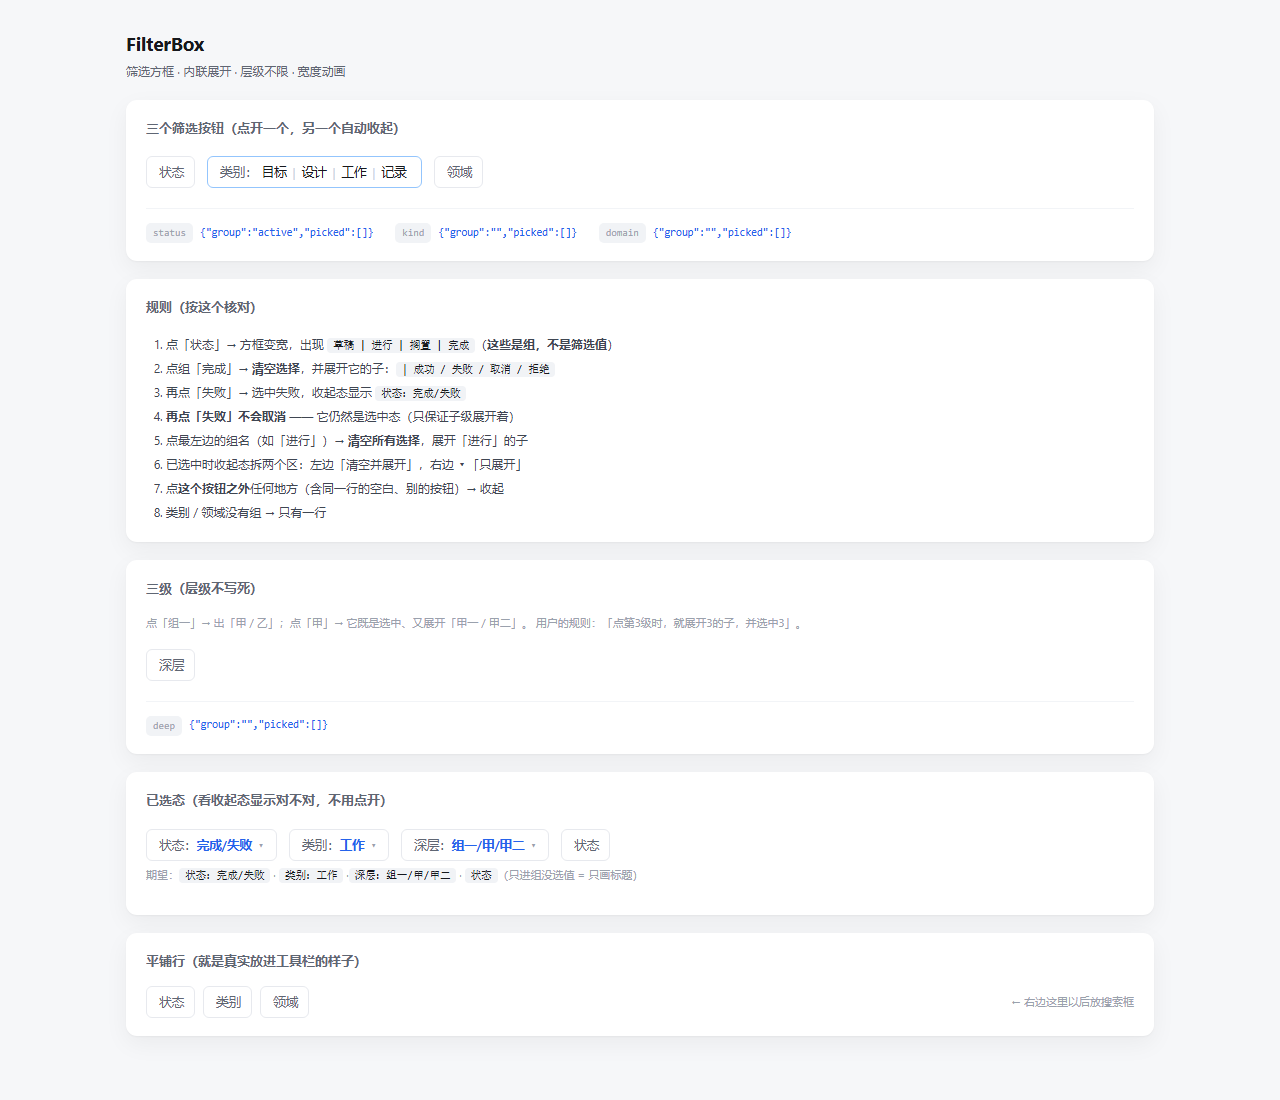 FilterBox
筛选方框 · 内联展开 · 层级不限 · 宽度动画
三个筛选按钮（点开一个，另一个自动收起）
状态 类别： 目标 | 设计 | 工作 | 记录 领域
status {"group":"active","picked":[]} kind {"group":"","picked":[]} domain {"group":"","picked":[]}
规则（按这个核对）
1. 点「状态」→ 方框变宽，出现 草稿 | 进行 | 搁置 | 完成 （这些是组，不是筛选值）
2. 点组「完成」→ 清空选择，并展开它的子： | 成功 / 失败 / 取消 / 拒绝
3. 再点「失败」→ 选中失败，收起态显示 状态：完成/失败
4. 再点「失败」不会取消 —— 它仍然是选中态（只保证子级展开着）
5. 点最左边的组名（如「进行」）→ 清空所有选择，展开「进行」的子
6. 已选中时收起态拆两个区：左边「清空并展开」，右边 ▾ 「只展开」
7. 点这个按钮之外任何地方（含同一行的空白、别的按钮）→ 收起
8. 类别 / 领域没有组 → 只有一行
三级（层级不写死）
点「组一」→ 出「甲 / 乙」；点「甲」→ 它既是选中、又展开「甲一 / 甲二」。 用户的规则：「点第3级时，就展开3的子，并选中3」。
深层
deep {"group":"","picked":[]}
已选态（看收起态显示对不对，不用点开）
状态：完成/失败 ▾ 类别：工作 ▾ 深层：组一/甲/甲二 ▾ 状态
期望： 状态：完成/失败 · 类别：工作 · 深层：组一/甲/甲二 · 状态 （只进组没选值 = 只画标题）
平铺行（就是真实放进工具栏的样子）
状态 类别 领域 ← 右边这里以后放搜索框